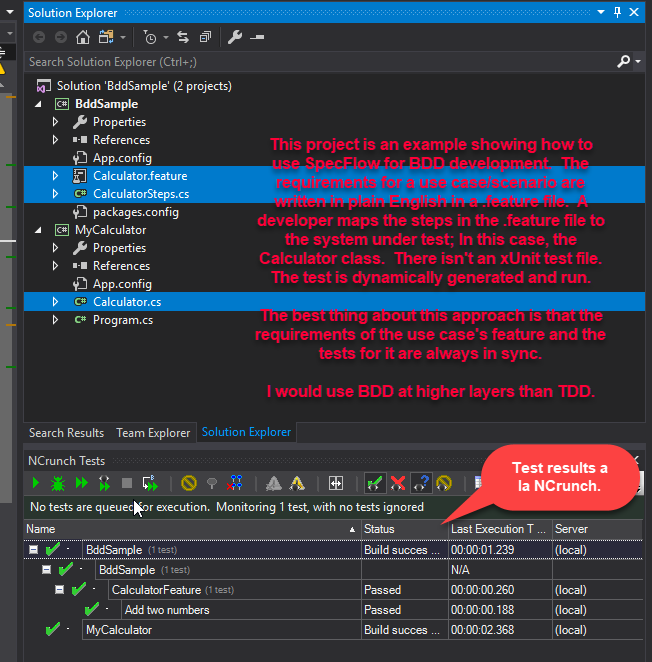 Solution Explorer
Search Solution Explorer (Ctrl+;)
Solution 'BddSample' (2 projects)
BddSample
Properties
References
App.config
Calculator.feature
CalculatorSteps.cs
packages.config
MyCalculator
Properties
References
App.config
Calculator.cs
Program.cs
This project is an example showing how to
use SpecFlow for BDD development. The
requirements for a use case/scenario are
written in plain English in a .feature file. A
developer maps the steps in the .feature file to
the system under test; In this case, the
Calculator class. There isn't an xUnit test file.
The test is dynamically generated and run.
The best thing about this approach is that the
requirements of the use case's feature and the
tests for it are always in sync.
I would use BDD at higher layers than TDD.
Search Results Team Explorer Solution Explorer
NCrunch Tests
Test results a
la NCrunch.
No tests are queued for execution. Monitoring 1 test, with no tests ignored
Name Status Last Execution T ... Server
BddSample (1 test) Build succes ... 00:00:01.239 (local)
BddSample (1 test) N/A
CalculatorFeature (1 test) Passed 00:00:00.260 (local)
Add two numbers Passed 00:00:00.188 (local)
MyCalculator Build succes ... 00:00:02.368 (local)